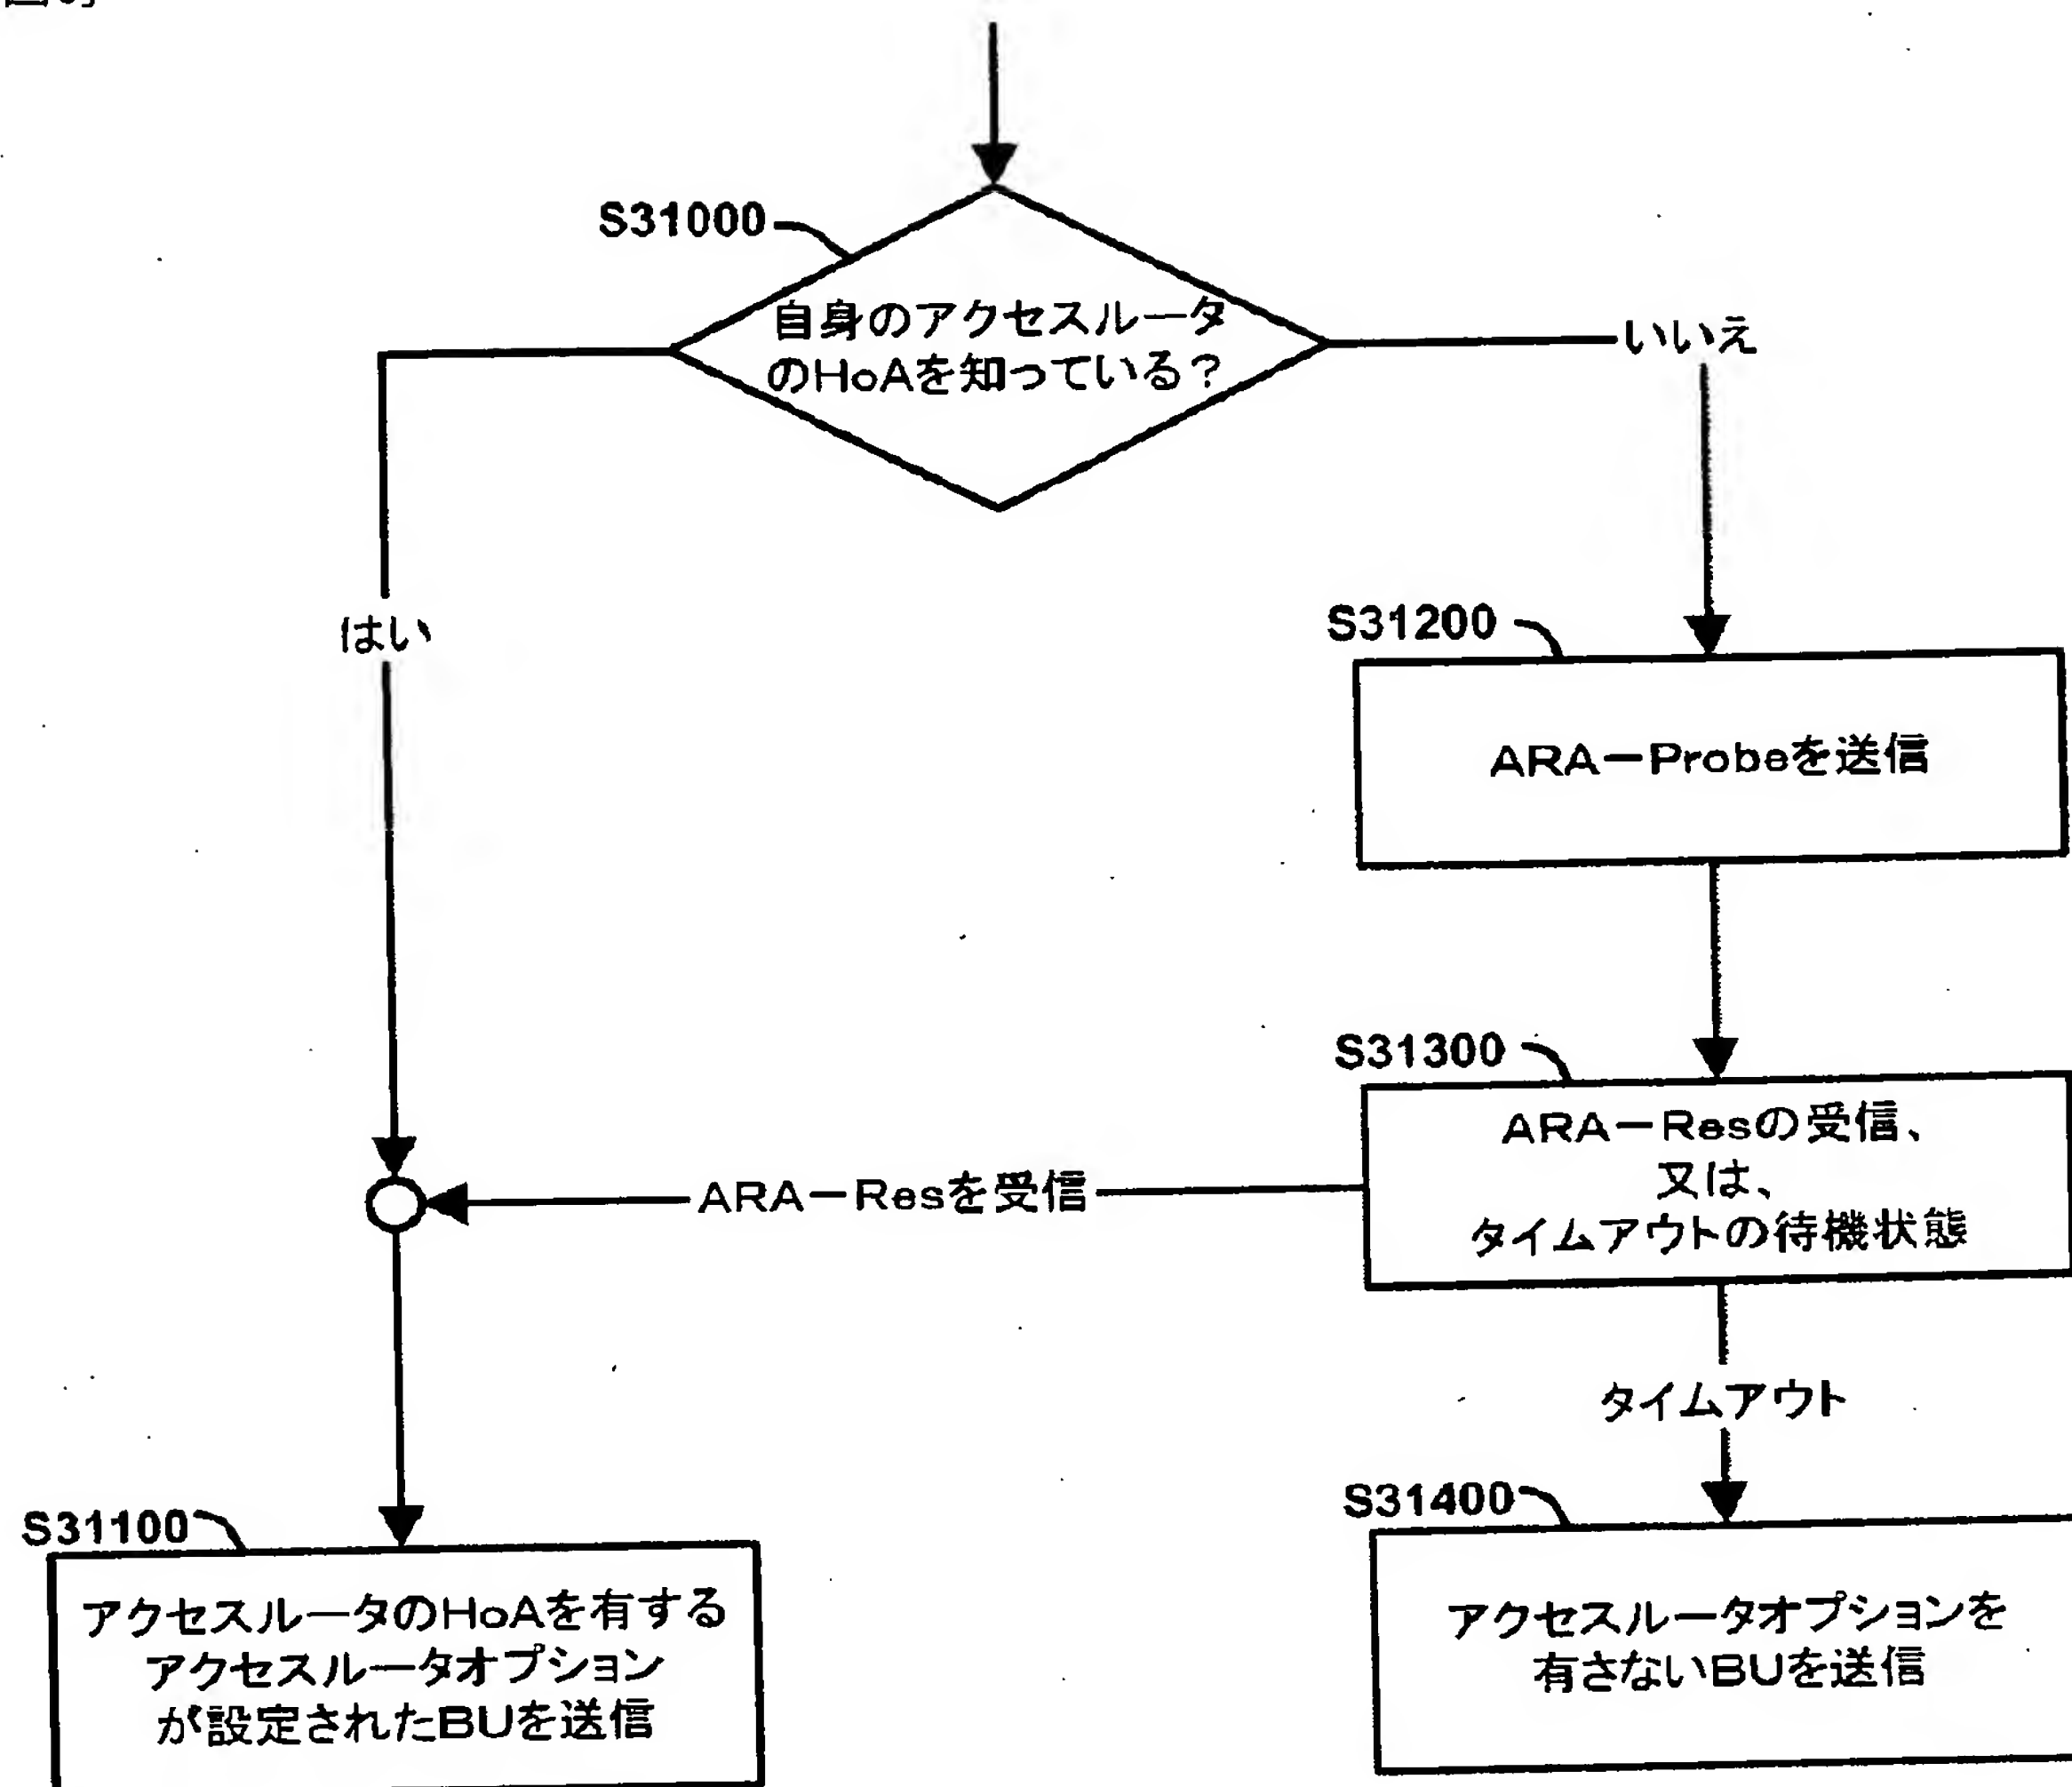 S31000
自身のアクセスルータ
のHoAを知っている？
いいえ
はい
S31200
ARA－Probeを送信
S31300
ARA－Resの受信、
又は、
タイムアウトの待機状態
ARA－Resを受信
タイムアウト
S31100
アクセスルータのHoAを有する
アクセスルータオプション
が設定されたBUを送信
S31400
アクセスルータオプションを
有さないBUを送信